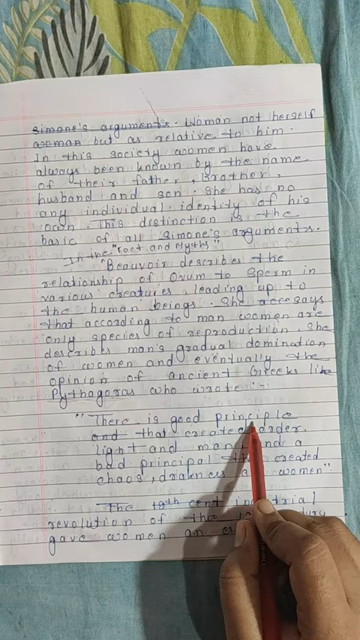 Simone's arguments. Woman not herself
woman but as relative to him.
In this society women have
always been known by the name
of their father, Brother,
husband and son. She has no
any individual identity of his
own. This distinction is the
basic of all Simone's arguments.
In the "Fact and Myths"
"Beauvoir describes the
relationship of Ovum to Sperm in
various creatures, leading up to
the human beings. She also says
that according to man women are
only species of reproduction. She
describes man's gradual domination
of women and eventually the
opinion of ancient Greeks like
Pythagoras who wrote :-
"There is good principle
and that created order,
light and man and a
bad principal created
chaos, and women"
The 19th cent
revolution of the
gave women an